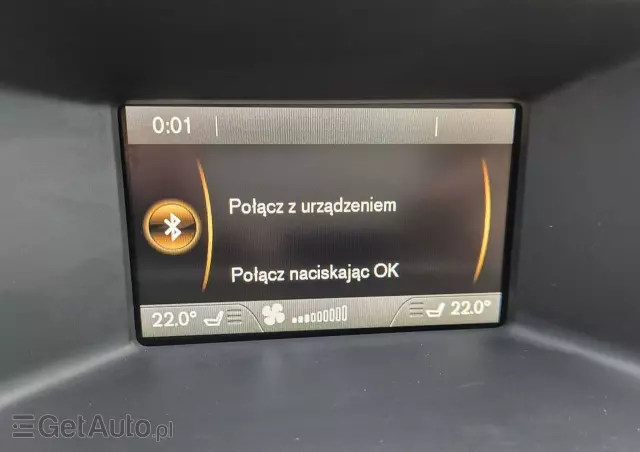 0:01
Połącz z urządzeniem
Połącz naciskając OK
22.0° 22.0°
GetAuto.pl